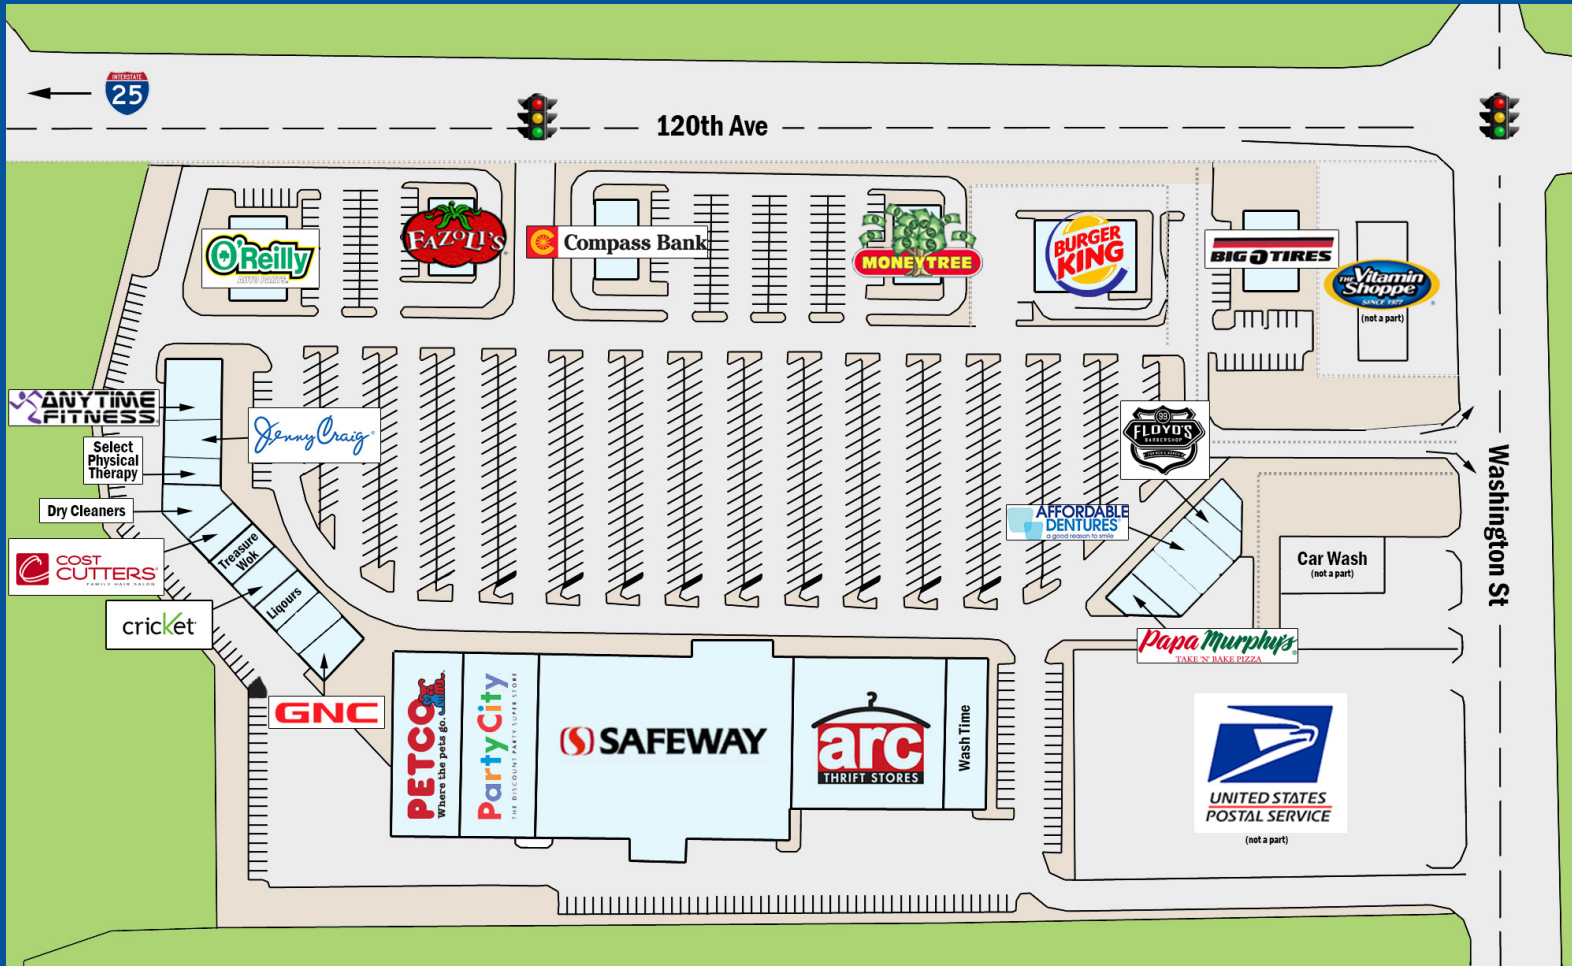 INTERSTATE
25
120th Ave
O'Reilly
AUTO PARTS
FAZOLI'S
Compass Bank
MONEYTREE
BURGER
KING
BIG O TIRES
THE Vitamin
Shoppe
SINCE 1977
(not a part)
ANYTIME
FITNESS
Jenny Craig
Select
Physical
Therapy
Dry Cleaners
COST
CUTTERS
FAMILY HAIR SALON
Treasure
Wok
cricket
Liqours
GNC
99
FLOYD'S
BARBERSHOP
AFFORDABLE
DENTURES
a good reason to smile
Car Wash
(not a part)
Washington St
Papa Murphy's
TAKE 'N' BAKE PIZZA
PETCO
Where the pets go.
Party City
THE DISCOUNT PARTY SUPER STORE
SAFEWAY
arc
THRIFT STORES
Wash Time
UNITED STATES
POSTAL SERVICE
(not a part)